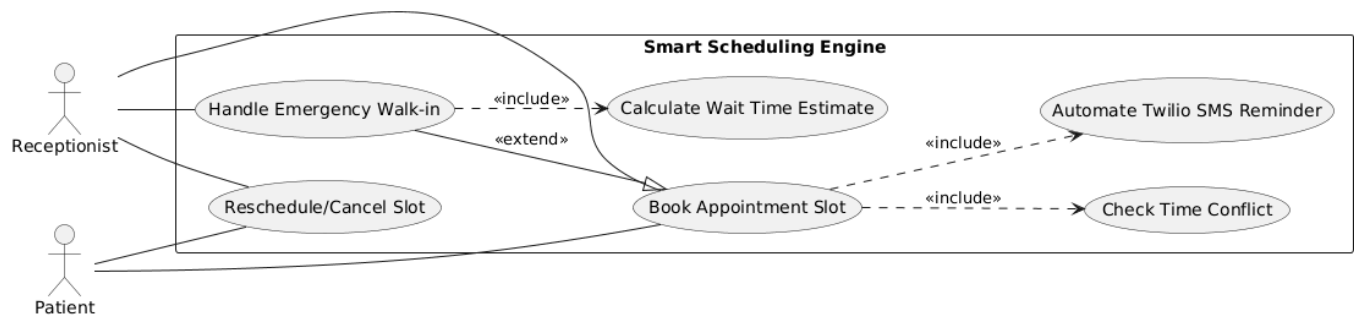 Smart Scheduling Engine
Receptionist
Handle Emergency Walk-in
«include»
Calculate Wait Time Estimate
Automate Twilio SMS Reminder
«extend»
«include»
Reschedule/Cancel Slot
Book Appointment Slot
«include»
Check Time Conflict
Patient